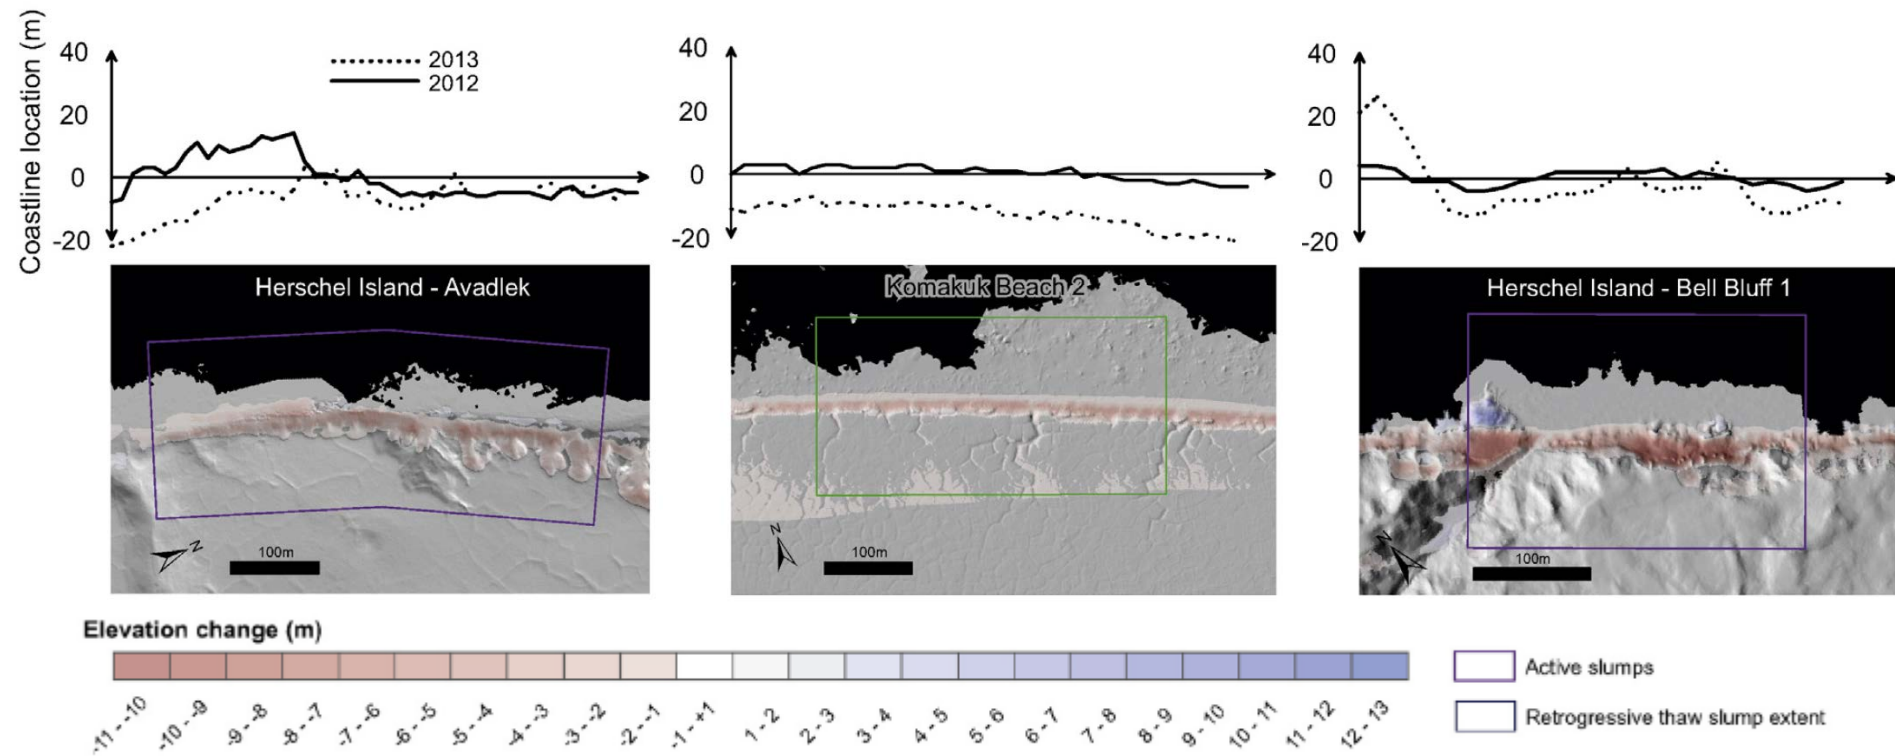 Coastline location (m)
40
20
0
-20
2013
2012
40
20
0
-20
40
20
0
-20
Herschel Island - Avadlek
N
100m
Komakuk Beach 2
N
100m
Herschel Island - Bell Bluff 1
N
100m
Elevation change (m)
-11 - -10
-10 - -9
-9 - -8
-8 - -7
-7 - -6
-6 - -5
-5 - -4
-4 - -3
-3 - -2
-2 - -1
-1 - +1
1 - 2
2 - 3
3 - 4
4 - 5
5 - 6
6 - 7
7 - 8
8 - 9
9 - 10
10 - 11
11 - 12
12 - 13
Active slumps
Retrogressive thaw slump extent